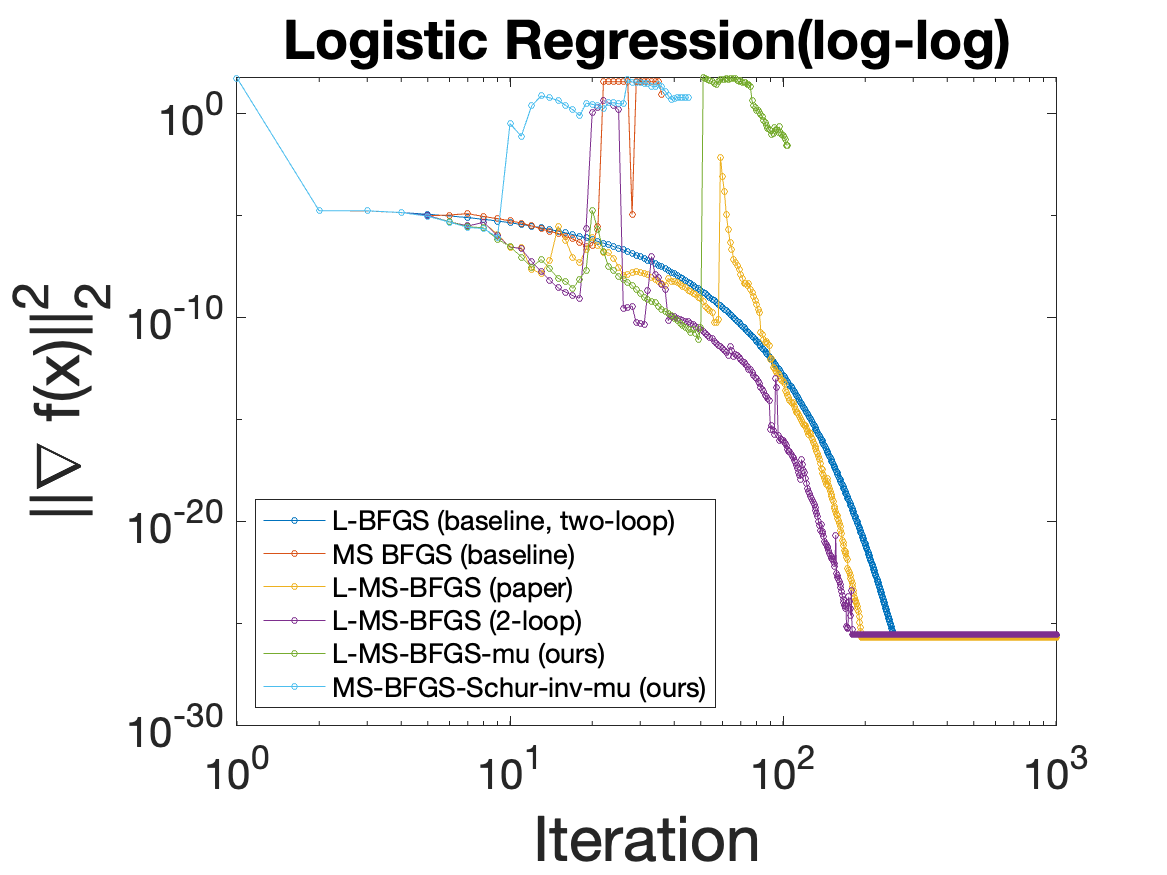 Logistic Regression(log-log)
10^0
10^-10
10^-20
10^-30
||∇ f(x)||_2^2
L-BFGS (baseline, two-loop)
MS BFGS (baseline)
L-MS-BFGS (paper)
L-MS-BFGS (2-loop)
L-MS-BFGS-mu (ours)
MS-BFGS-Schur-inv-mu (ours)
10^0 10^1 10^2 10^3
Iteration